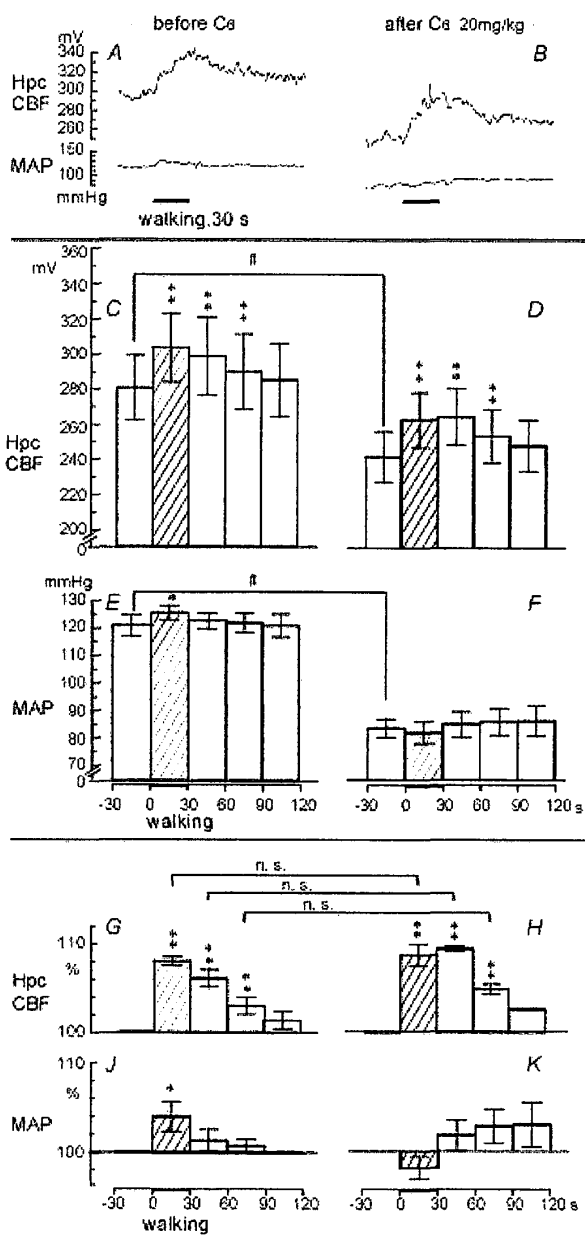 before C6 after C6 20mg/kg
mV
340 A B
320
Hpc 300
CBF 280
260
MAP 150
100
mmHg
walking, 30 s
mV 360 #
340 C D
320
300
280
Hpc 260
CBF 240
220
200
0
mmHg #
130 E F
120
110
MAP 100
90
80
70
0
-30 0 30 60 90 120 -30 0 30 60 90 120 s
walking
n. s.
n. s.
n. s.
G H
110
%
Hpc
CBF
100
J K
110
%
MAP
100
-30 0 30 60 90 120 -30 0 30 60 90 120 s
walking